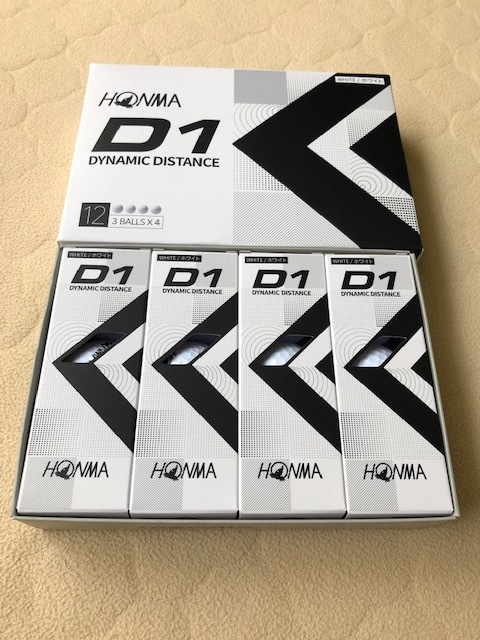 WHITE / ホワイト
HONMA
D1
DYNAMIC DISTANCE
12
3 BALLS X 4
WHITE / ホワイト
D1
DYNAMIC DISTANCE
HONMA
WHITE / ホワイト
D1
DYNAMIC DISTANCE
HONMA
WHITE / ホワイト
D1
DYNAMIC DISTANCE
HONMA
WHITE / ホワイト
D1
DYNAMIC DISTANCE
HONMA